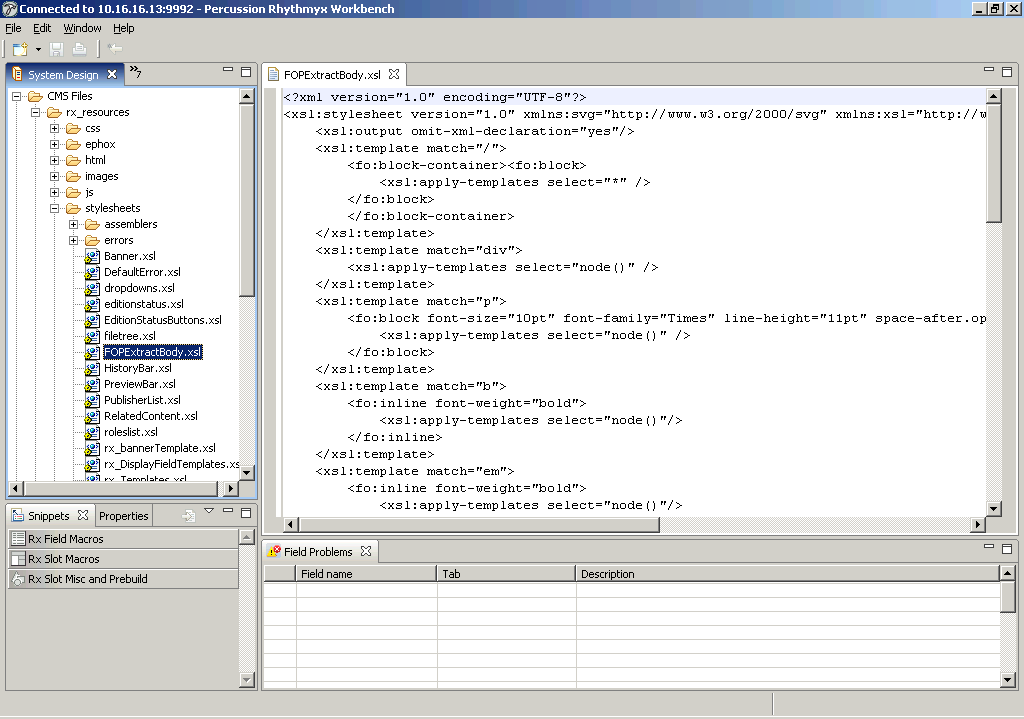 Connected to 10.16.16.13:9992 - Percussion Rhythmyx Workbench
File Edit Window Help
System Design
7
CMS Files
rx_resources
css
ephox
html
images
js
stylesheets
assemblers
errors
Banner.xsl
DefaultError.xsl
dropdowns.xsl
editionstatus.xsl
EditionStatusButtons.xsl
filetree.xsl
FOPExtractBody.xsl
HistoryBar.xsl
PreviewBar.xsl
PublisherList.xsl
RelatedContent.xsl
roleslist.xsl
rx_bannerTemplate.xsl
rx_DisplayFieldTemplates.xs
rx_Templates.xsl
FOPExtractBody.xsl
<?xml version="1.0" encoding="UTF-8"?>
<xsl:stylesheet version="1.0" xmlns:svg="http://www.w3.org/2000/svg" xmlns:xsl="http://w
<xsl:output omit-xml-declaration="yes"/>
<xsl:template match="/">
<fo:block-container><fo:block>
<xsl:apply-templates select="*" />
</fo:block>
</fo:block-container>
</xsl:template>
<xsl:template match="div">
<xsl:apply-templates select="node()" />
</xsl:template>
<xsl:template match="p">
<fo:block font-size="10pt" font-family="Times" line-height="11pt" space-after.op
<xsl:apply-templates select="node()" />
</fo:block>
</xsl:template>
<xsl:template match="b">
<fo:inline font-weight="bold">
<xsl:apply-templates select="node()"/>
</fo:inline>
</xsl:template>
<xsl:template match="em">
<fo:inline font-weight="bold">
<xsl:apply-templates select="node()"/>
Snippets Properties
Rx Field Macros
Rx Slot Macros
Rx Slot Misc and Prebuild
Field Problems
Field name Tab Description